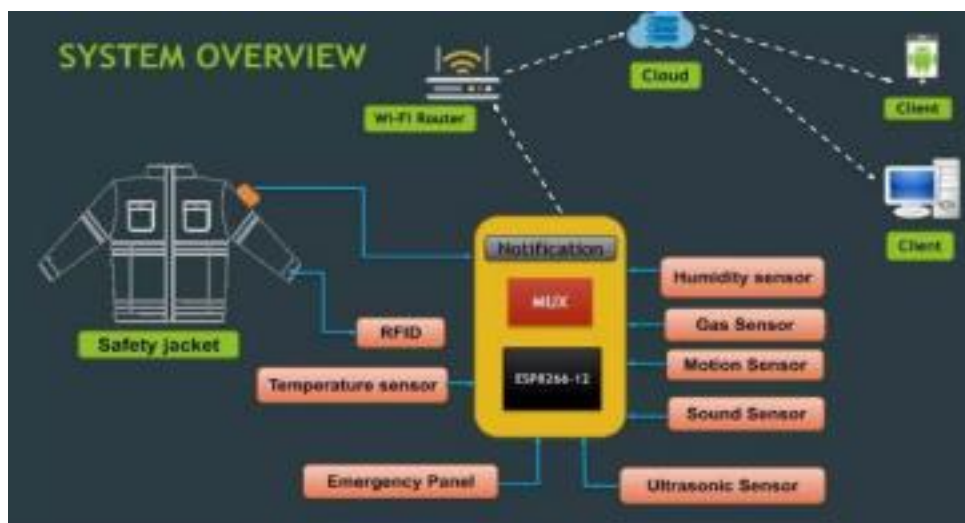 SYSTEM OVERVIEW
Cloud
Wi-Fi Router
Client
Client
Notification
MUX
ESP8266-12
Safety jacket
RFID
Temperature sensor
Humidity sensor
Gas Sensor
Motion Sensor
Sound Sensor
Emergency Panel
Ultrasonic Sensor